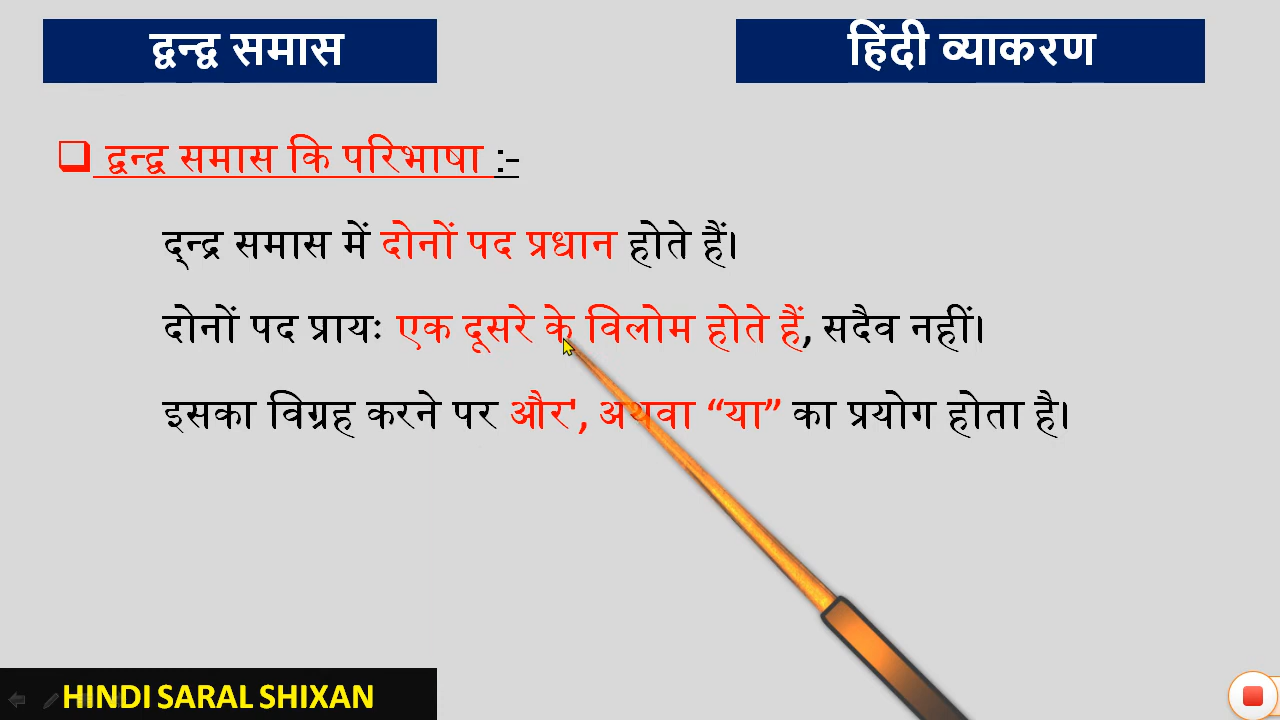 द्वन्द्व समास
हिंदी व्याकरण
द्वन्द्व समास कि परिभाषा :-
द्न्द्र समास में दोनों पद प्रधान होते हैं।
दोनों पद प्रायः एक दूसरे के विलोम होते हैं, सदैव नहीं।
इसका विग्रह करने पर और', अथवा “या” का प्रयोग होता है।
HINDI SARAL SHIXAN